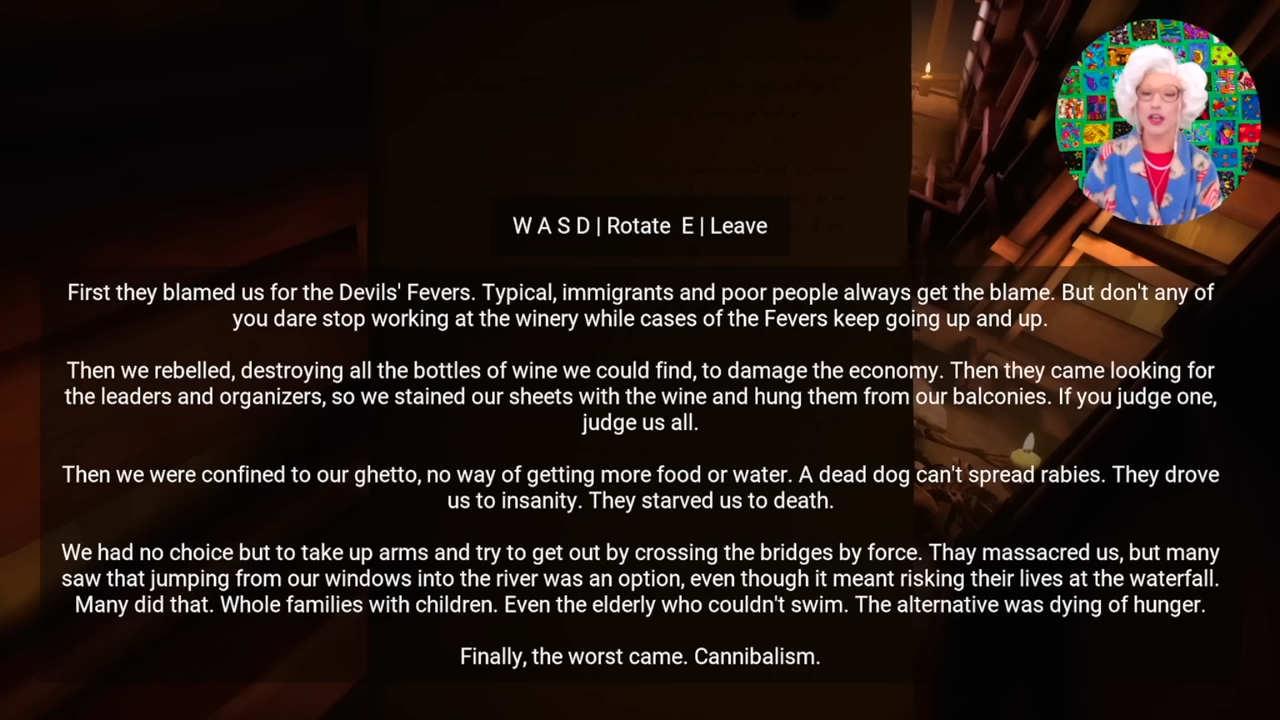 W A S D | Rotate E | Leave
First they blamed us for the Devils' Fevers. Typical, immigrants and poor people always get the blame. But don't any of
you dare stop working at the winery while cases of the Fevers keep going up and up.
Then we rebelled, destroying all the bottles of wine we could find, to damage the economy. Then they came looking for
the leaders and organizers, so we stained our sheets with the wine and hung them from our balconies. If you judge one,
judge us all.
Then we were confined to our ghetto, no way of getting more food or water. A dead dog can't spread rabies. They drove
us to insanity. They starved us to death.
We had no choice but to take up arms and try to get out by crossing the bridges by force. Thay massacred us, but many
saw that jumping from our windows into the river was an option, even though it meant risking their lives at the waterfall.
Many did that. Whole families with children. Even the elderly who couldn't swim. The alternative was dying of hunger.
Finally, the worst came. Cannibalism.